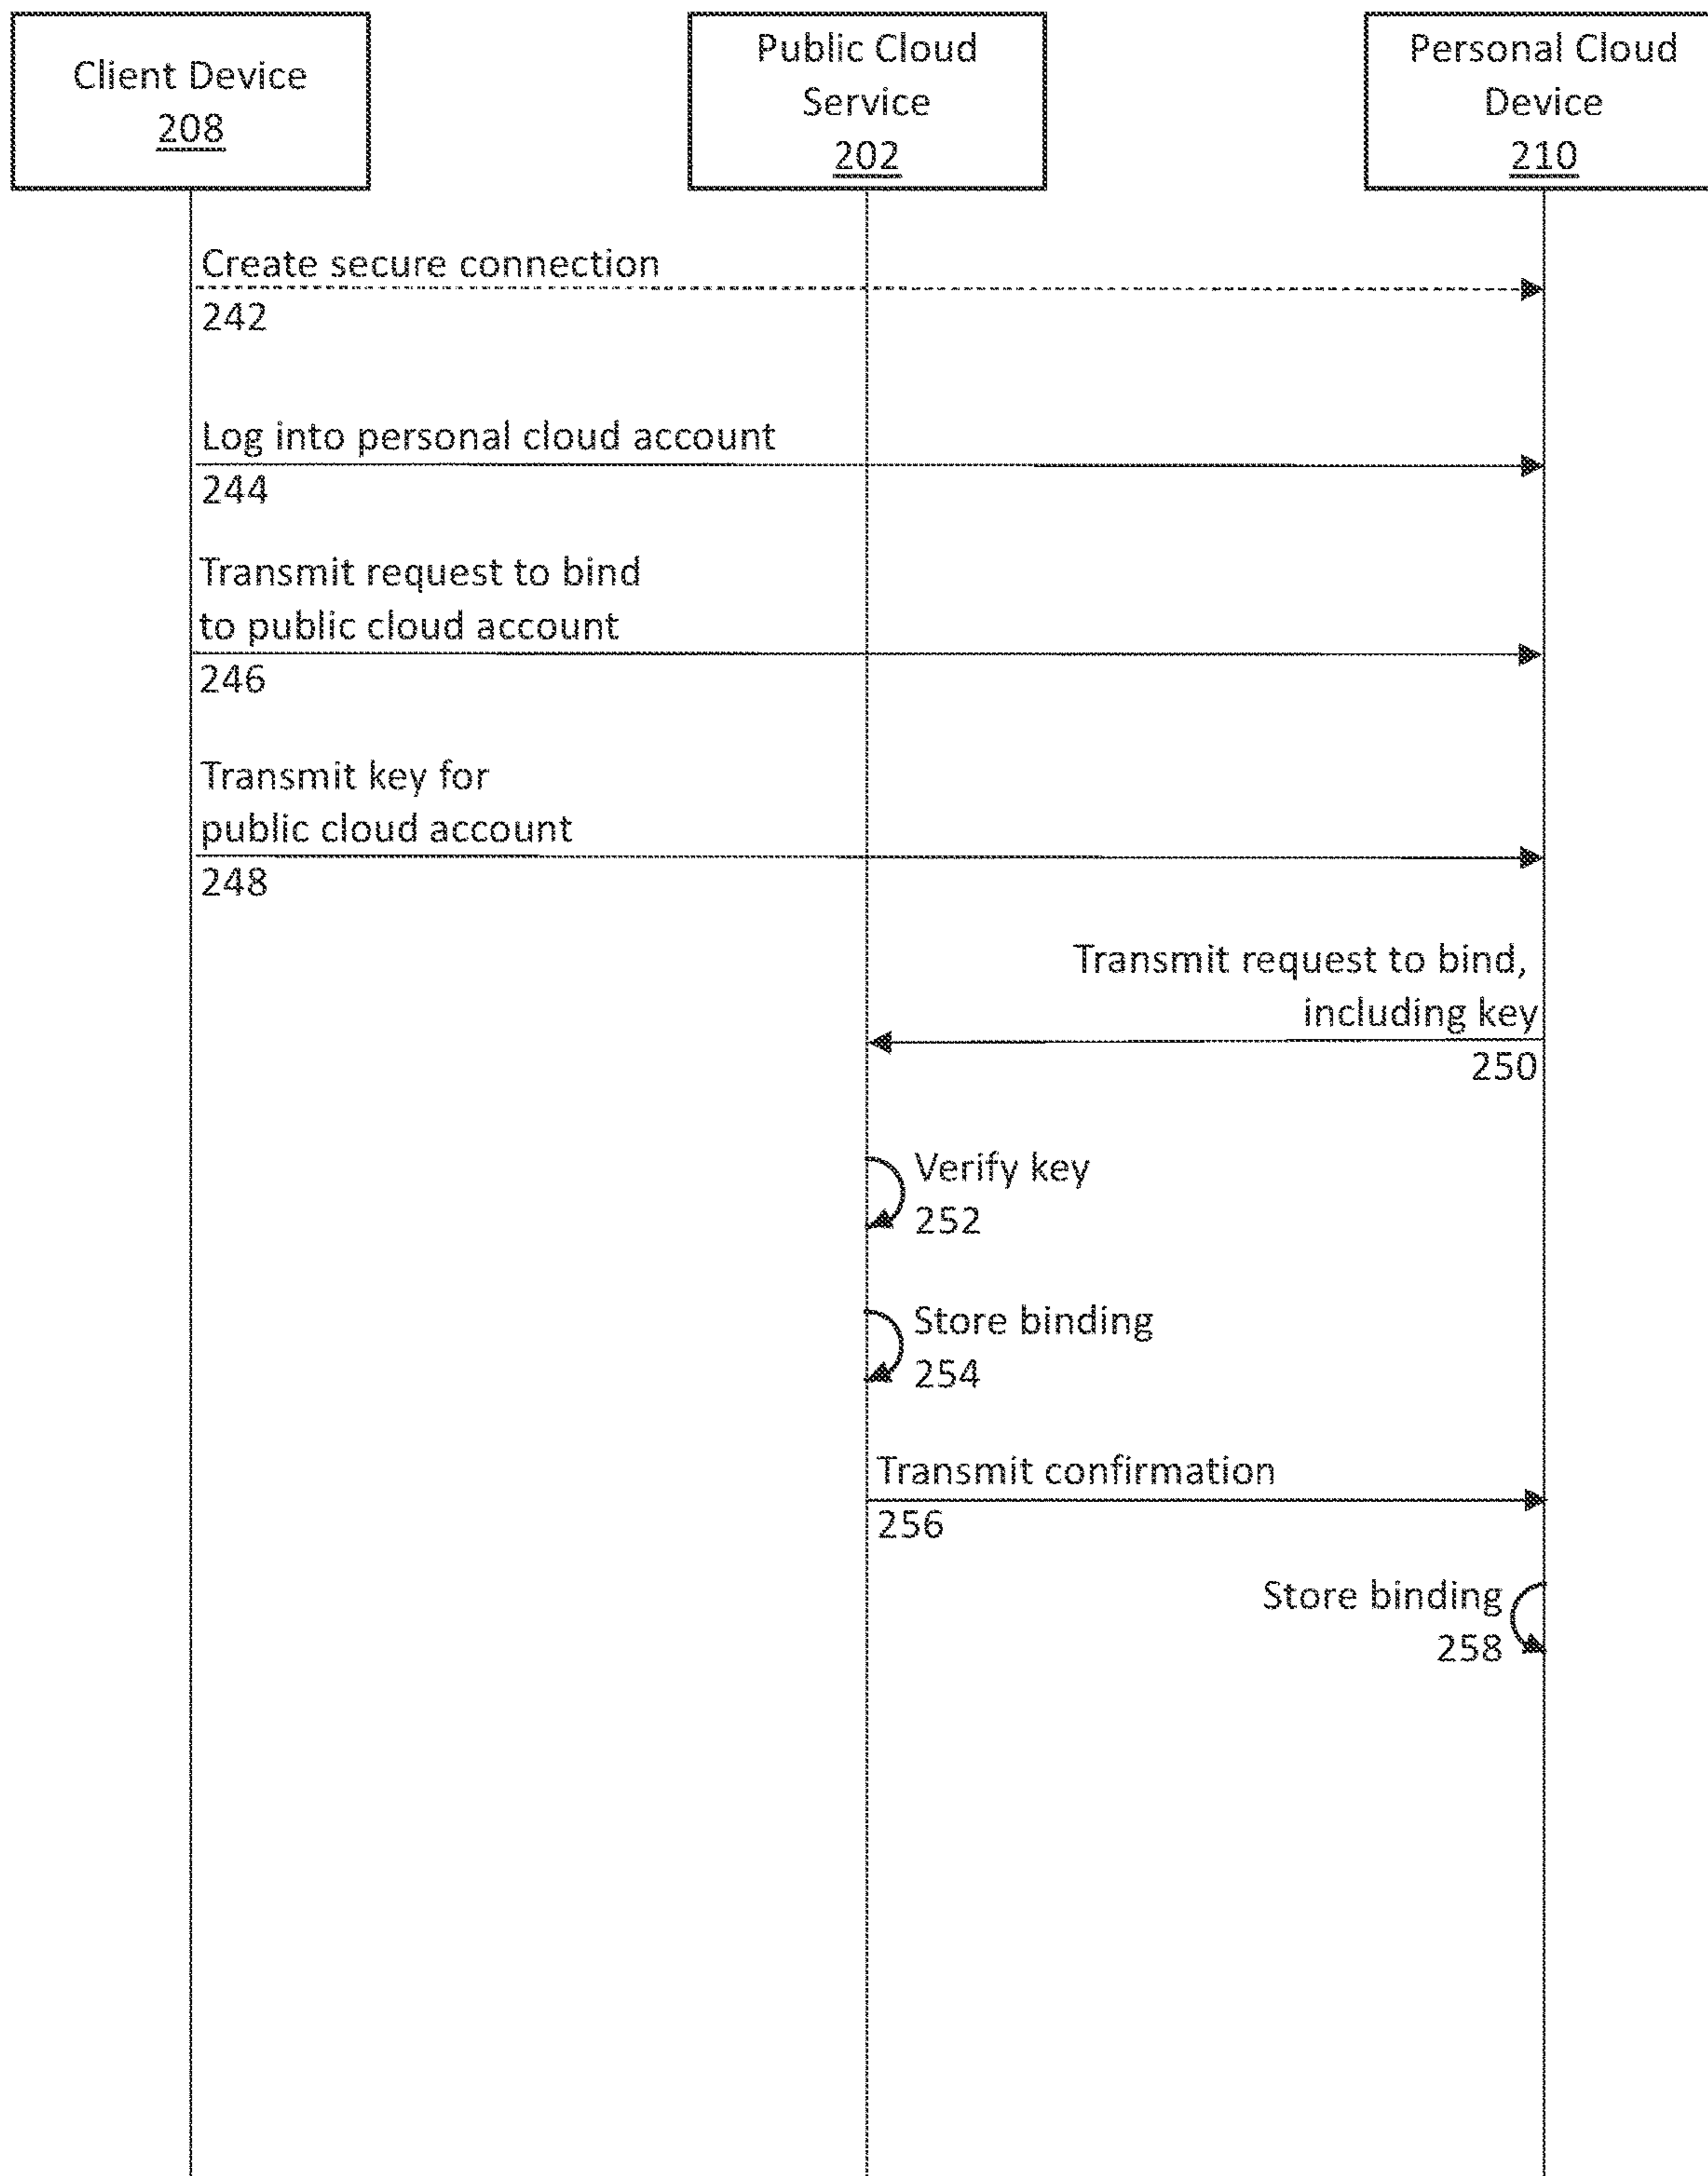 Client Device
208
Public Cloud
Service
202
Personal Cloud
Device
210
Create secure connection
242
Log into personal cloud account
244
Transmit request to bind
to public cloud account
246
Transmit key for
public cloud account
248
Transmit request to bind,
including key
250
Verify key
252
Store binding
254
Transmit confirmation
256
Store binding
258